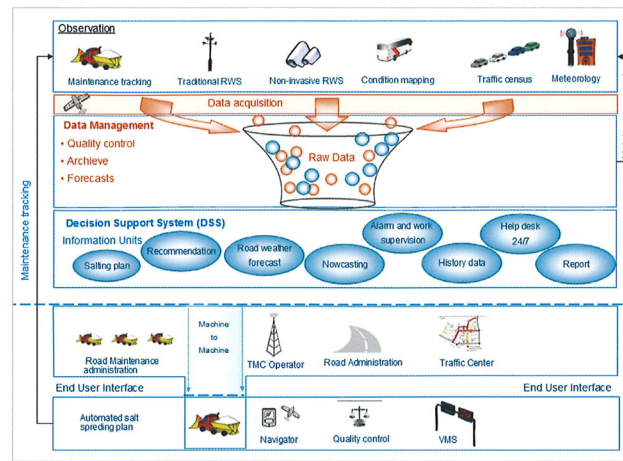 Observation
Maintenance tracking
Traditional RWS
Non-invasive RWS
Condition mapping
Traffic census
Meteorology
Data acquisition
Data Management
• Quality control
• Archieve
• Forecasts
Raw Data
Maintenance tracking
Decision Support System (DSS)
Information Units
Salting plan
Recommendation
Road weather
forecast
Nowcasting
Alarm and work
supervision
History data
Help desk
24/7
Report
Machine
to
Machine
Road Maintenance
administration
TMC Operator
Road Administration
Traffic Center
End User Interface
End User Interface
Automated salt
spreding plan
Navigator
Quality control
VMS